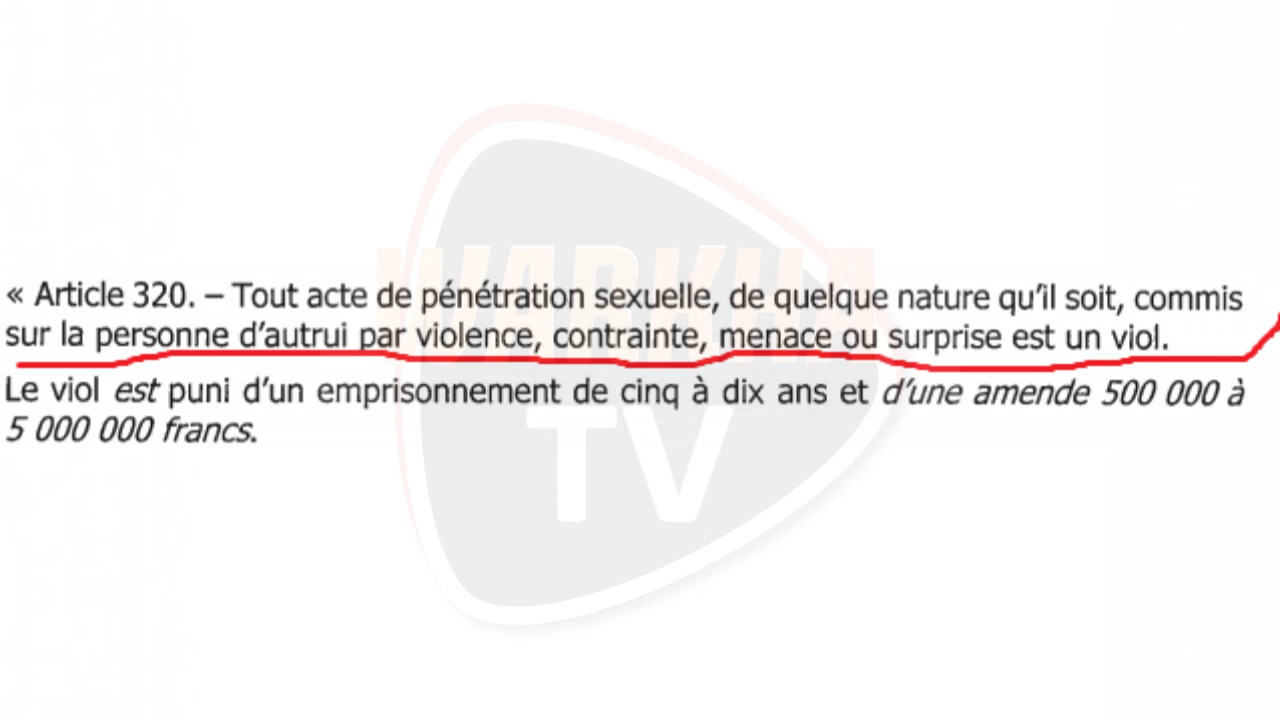 WARKHA
TV
« Article 320. – Tout acte de pénétration sexuelle, de quelque nature qu’il soit, commis
sur la personne d’autrui par violence, contrainte, menace ou surprise est un viol.
Le viol est puni d’un emprisonnement de cinq à dix ans et d’une amende 500 000 à
5 000 000 francs.